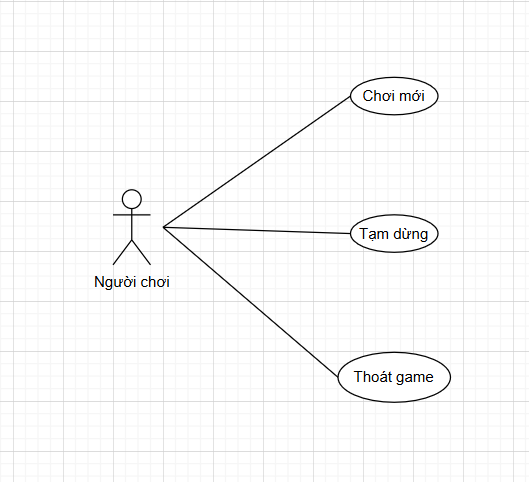 Chơi mới
Tạm dừng
Người chơi
Thoát game